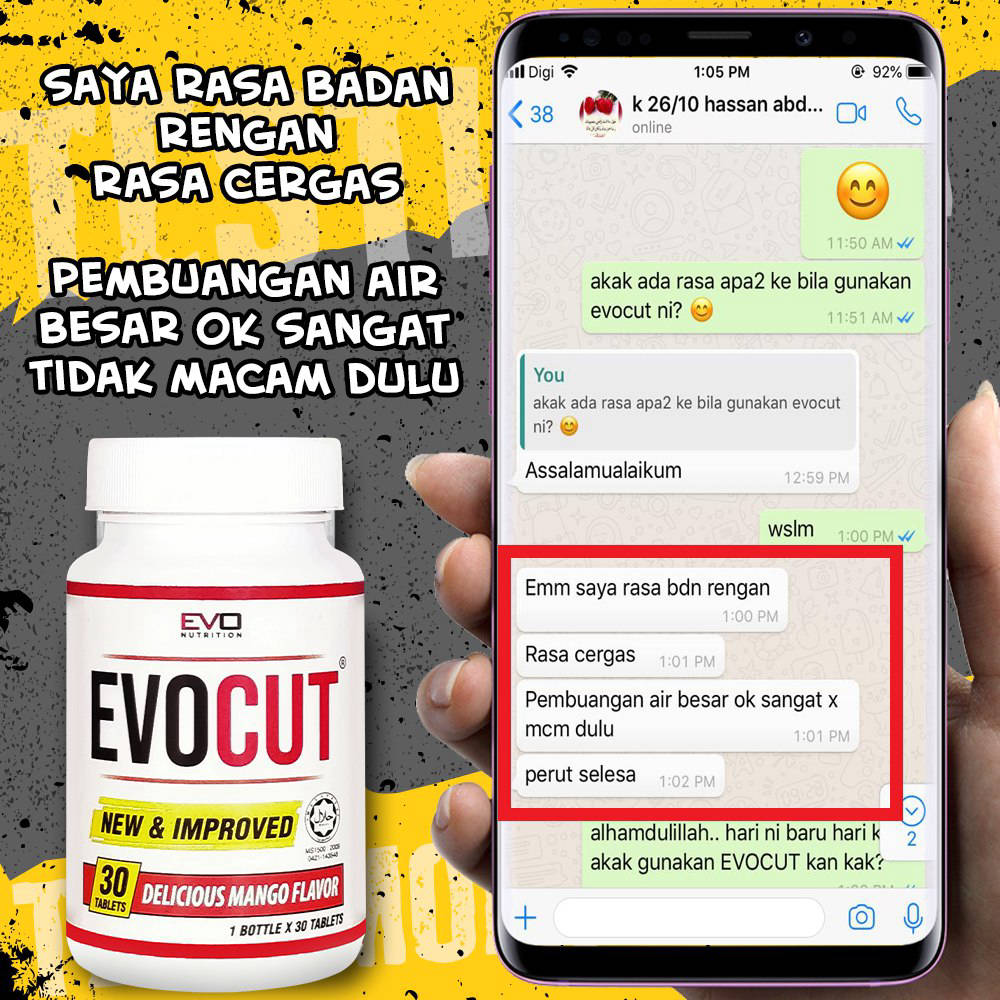 SAYA RASA BADAN
RENGAN
RASA CERGAS
PEMBUANGAN AIR
BESAR OK SANGAT
TIDAK MACAM DULU
EVO
NUTRITION
EVOCUT®
NEW & IMPROVED
MS1500 : 2009
30
TABLETS
DELICIOUS MANGO FLAVOR
1 BOTTLE X 30 TABLETS
Digi
1:05 PM
92%
38
k 26/10 hassan abd...
online
😊
11:50 AM
akak ada rasa apa2 ke bila gunakan
evocut ni? 😊
11:51 AM
You
akak ada rasa apa2 ke bila gunakan evocut
ni? 😊
Assalamualaikum
12:59 PM
wslm
1:00 PM
Emm saya rasa bdn rengan
1:00 PM
Rasa cergas
1:01 PM
Pembuangan air besar ok sangat x
mcm dulu
1:01 PM
perut selesa
1:02 PM
alhamdulillah.. hari ni baru hari k
akak gunakan EVOCUT kan kak?
2